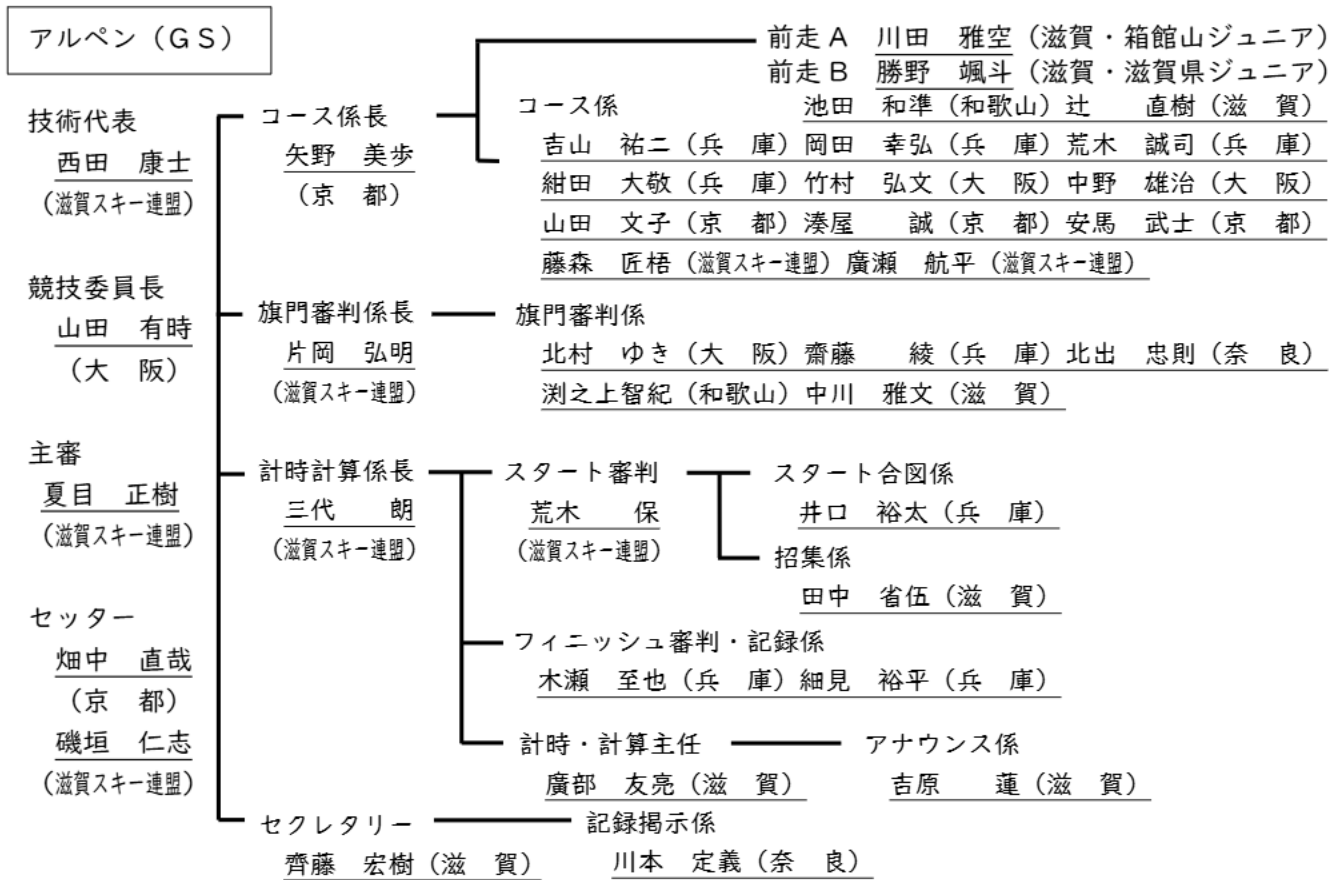 アルペン(GS)
前走A 川田 雅空(滋賀・箱館山ジュニア)
前走B 勝野 颯斗(滋賀・滋賀県ジュニア)
技術代表
西田 康士
(滋賀スキー連盟)
競技委員長
山田 有時
(大 阪)
主審
夏目 正樹
(滋賀スキー連盟)
セッター
畑中 直哉
(京 都)
磯垣 仁志
(滋賀スキー連盟)
コース係長
矢野 美歩
(京 都)
コース係
池田 和準(和歌山)辻 直樹(滋 賀)
吉山 祐二(兵 庫)岡田 幸弘(兵 庫)荒木 誠司(兵 庫)
紺田 大敬(兵 庫)竹村 弘文(大 阪)中野 雄治(大 阪)
山田 文子(京 都)湊屋 誠(京 都)安馬 武士(京 都)
藤森 匠梧(滋賀スキー連盟)廣瀬 航平(滋賀スキー連盟)
旗門審判係長
片岡 弘明
(滋賀スキー連盟)
旗門審判係
北村 ゆき(大 阪)齋藤 綾(兵 庫)北出 忠則(奈 良)
渕之上智紀(和歌山)中川 雅文(滋 賀)
計時計算係長
三代 朗
(滋賀スキー連盟)
スタート審判
荒木 保
(滋賀スキー連盟)
スタート合図係
井口 裕太(兵 庫)
招集係
田中 省伍(滋 賀)
フィニッシュ審判・記録係
木瀬 至也(兵 庫)細見 裕平(兵 庫)
計時・計算主任
廣部 友亮(滋 賀)
アナウンス係
吉原 蓮(滋 賀)
セクレタリー
齊藤 宏樹(滋 賀)
記録掲示係
川本 定義(奈 良)